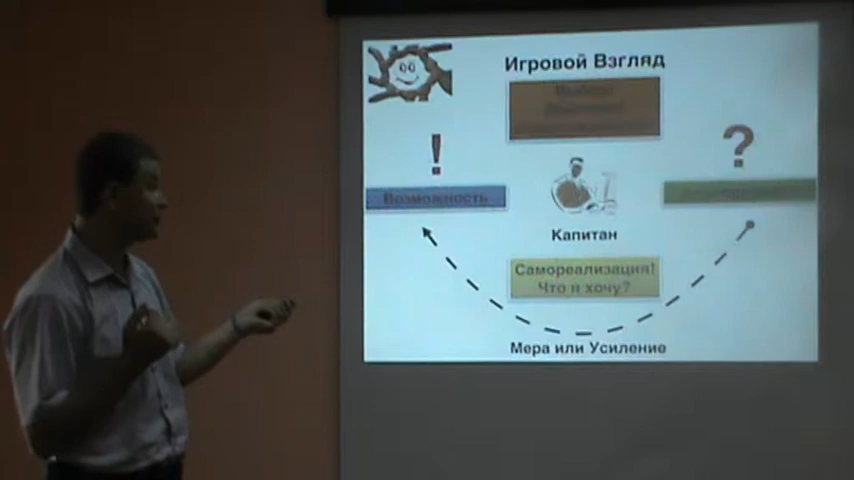 Игровой Взгляд
!
?
Возможность
Капитан
Самореализация!
Что я хочу?
Мера или Усиление